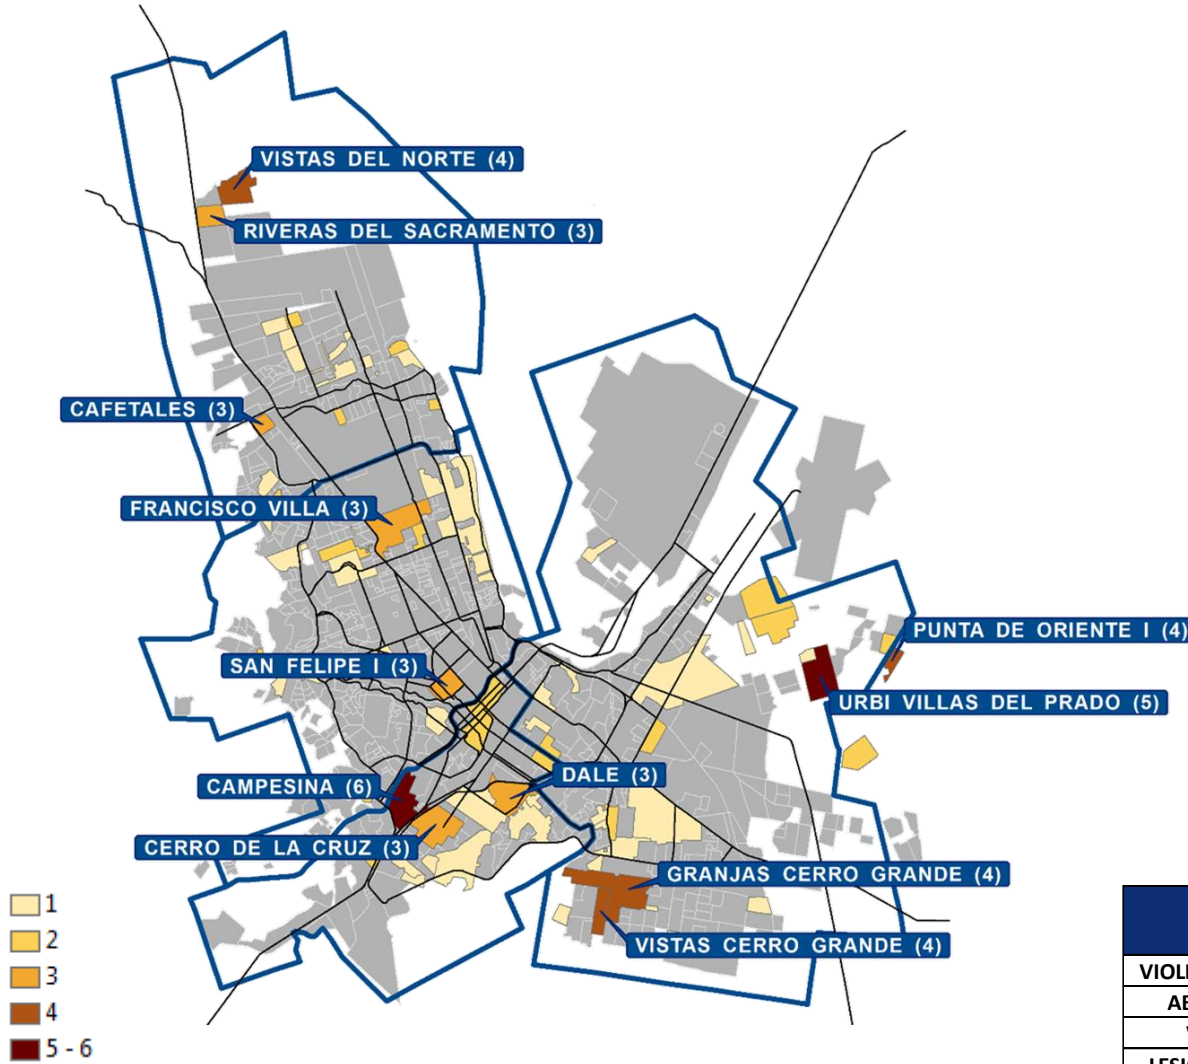 VISTAS DEL NORTE (4)
RIVERAS DEL SACRAMENTO (3)
CAFETALES (3)
FRANCISCO VILLA (3)
PUNTA DE ORIENTE I (4)
SAN FELIPE I (3)
URBI VILLAS DEL PRADO (5)
DALE (3)
CAMPESINA (6)
CERRO DE LA CRUZ (3)
GRANJAS CERRO GRANDE (4)
VISTAS CERRO GRANDE (4)
1
2
3
4
5 - 6